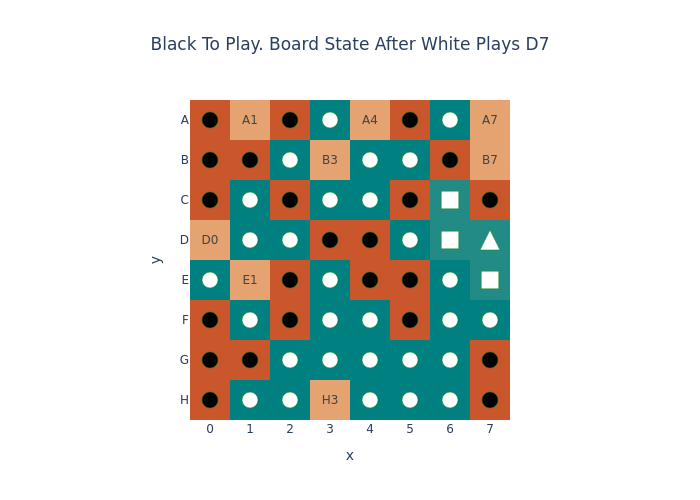 Black To Play. Board State After White Plays D7
A A1 A4 A7
B B3 B7
C
D D0
E E1
F
G
H H3
0 1 2 3 4 5 6 7
x
y